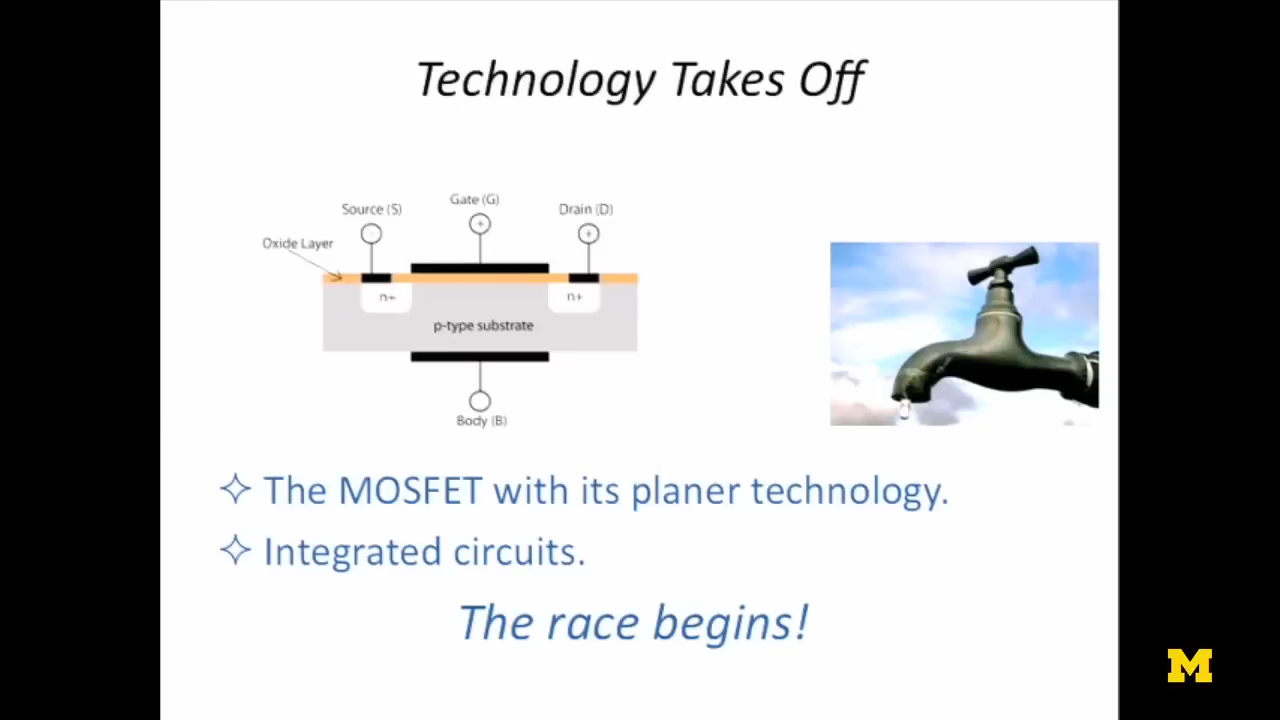 Technology Takes Off
Gate (G)
Source (S)
Drain (D)
Oxide Layer
+
-
+
n+
n+
p-type substrate
Body (B)
The MOSFET with its planer technology.
Integrated circuits.
The race begins!
M